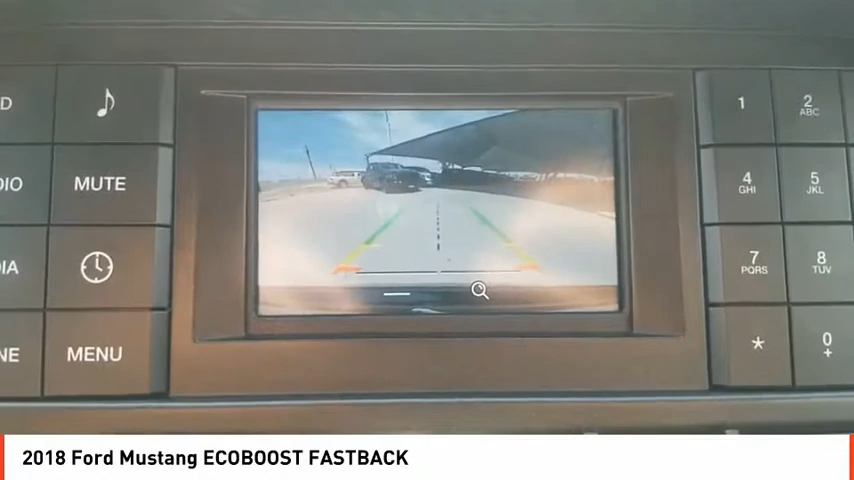 D
1
2
ABC
DIO
MUTE
4
GHI
5
JKL
DIA
7
PQRS
8
TUV
NE
MENU
*
0
+
2018 Ford Mustang ECOBOOST FASTBACK